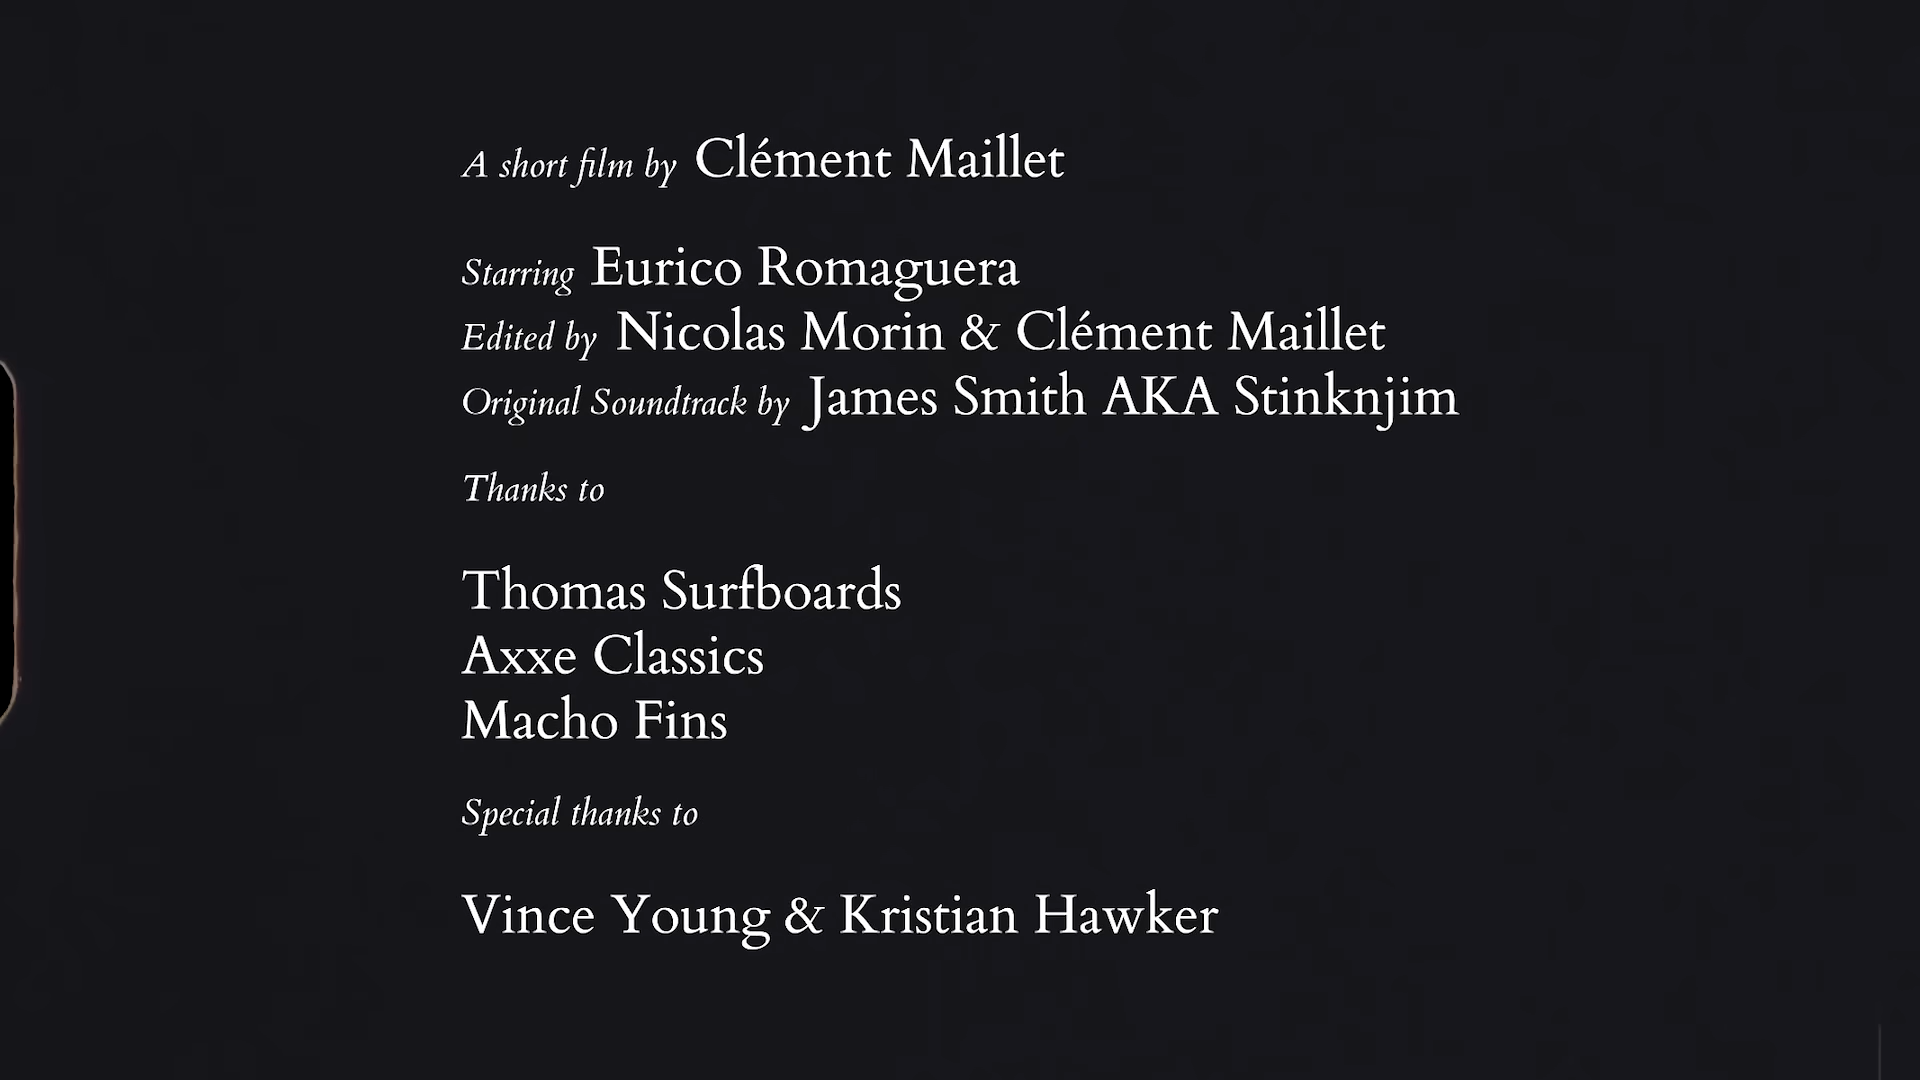 A short film by Clément Maillet
Starring Eurico Romaguera
Edited by Nicolas Morin & Clément Maillet
Original Soundtrack by James Smith AKA Stinknjim
Thanks to
Thomas Surfboards
Axxe Classics
Macho Fins
Special thanks to
Vince Young & Kristian Hawker